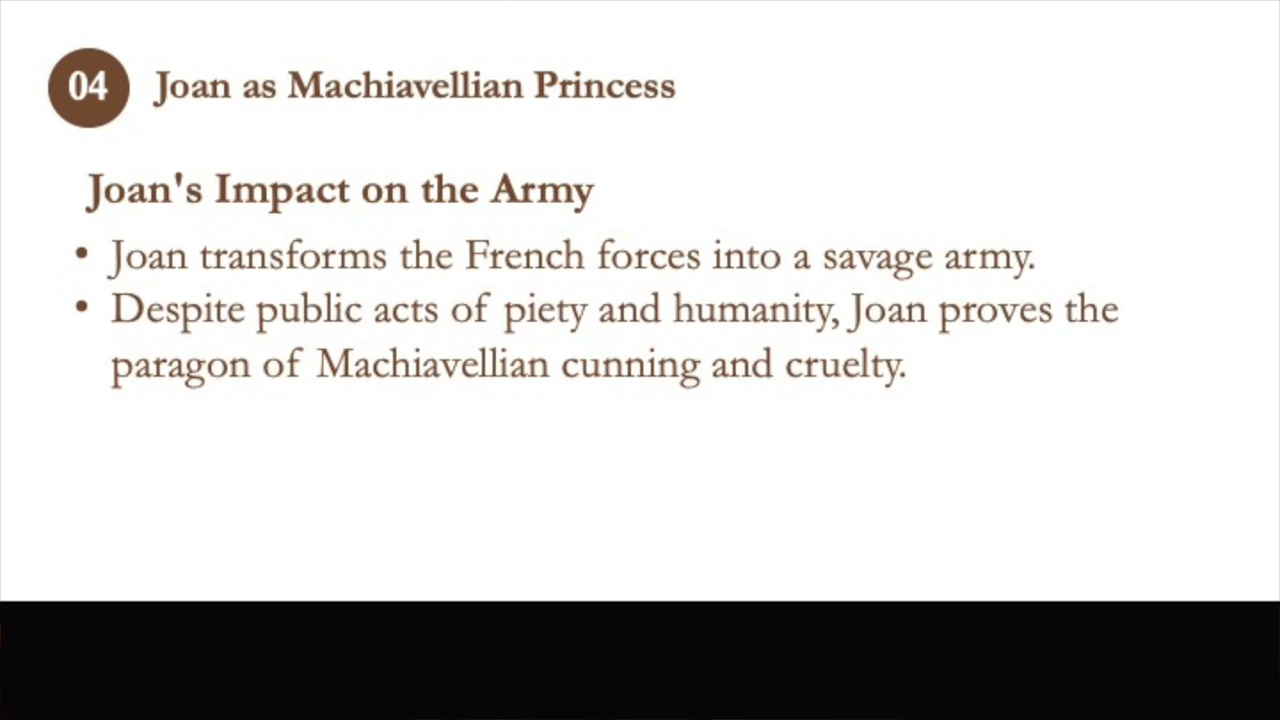 04 Joan as Machiavellian Princess
Joan's Impact on the Army
• Joan transforms the French forces into a savage army.
• Despite public acts of piety and humanity, Joan proves the
paragon of Machiavellian cunning and cruelty.